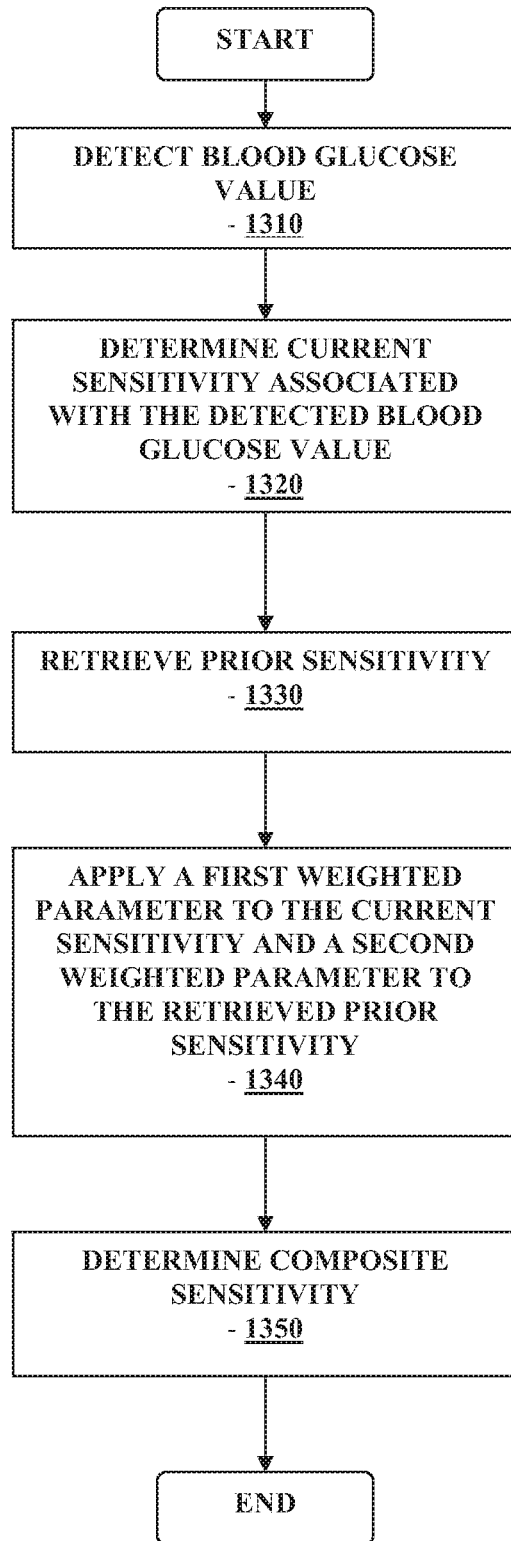 START
DETECT BLOOD GLUCOSE
VALUE
- 1310
DETERMINE CURRENT
SENSITIVITY ASSOCIATED
WITH THE DETECTED BLOOD
GLUCOSE VALUE
- 1320
RETRIEVE PRIOR SENSITIVITY
- 1330
APPLY A FIRST WEIGHTED
PARAMETER TO THE CURRENT
SENSITIVITY AND A SECOND
WEIGHTED PARAMETER TO
THE RETRIEVED PRIOR
SENSITIVITY
- 1340
DETERMINE COMPOSITE
SENSITIVITY
- 1350
END